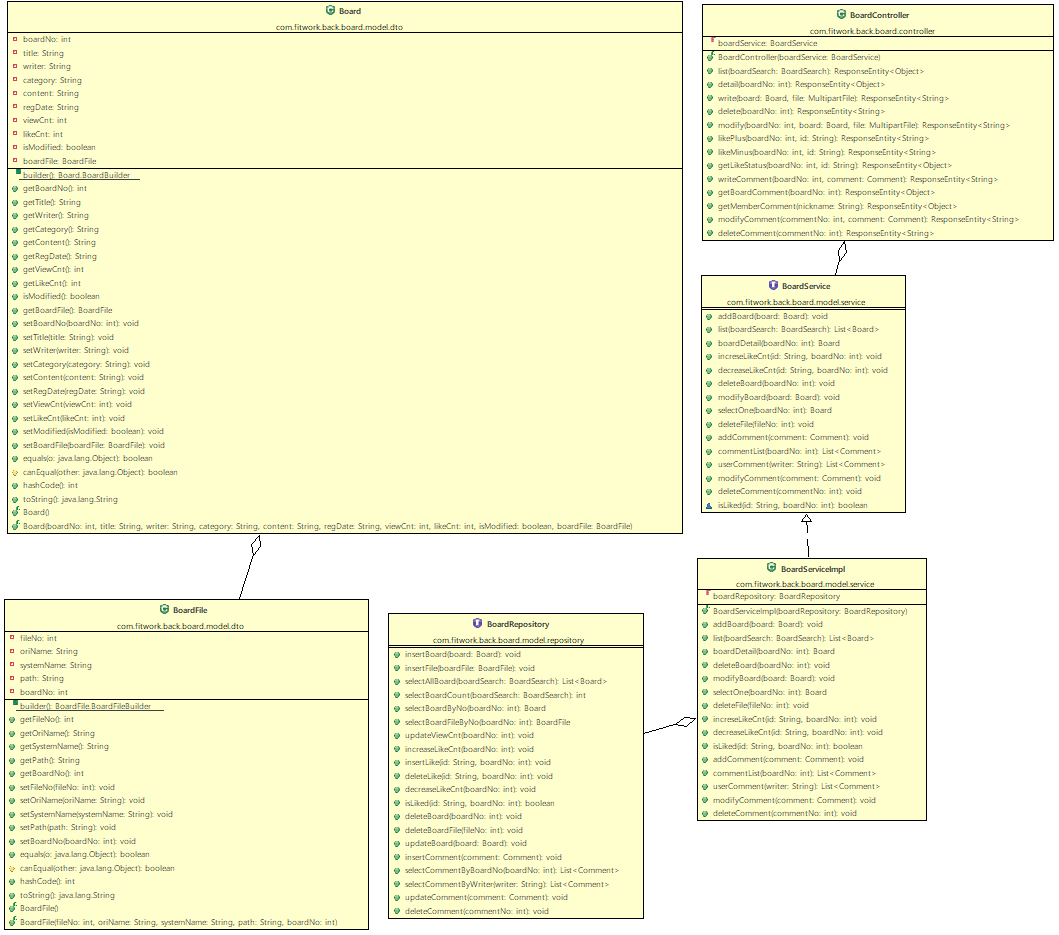 Board
com.fitwork.back.board.model.dto
boardNo: int
title: String
writer: String
category: String
content: String
regDate: String
viewCnt: int
likeCnt: int
isModified: boolean
boardFile: BoardFile
builder(): Board.BoardBuilder
getBoardNo(): int
getTitle(): String
getWriter(): String
getCategory(): String
getContent(): String
getRegDate(): String
getViewCnt(): int
getLikeCnt(): int
isModified(): boolean
getBoardFile(): BoardFile
setBoardNo(boardNo: int): void
setTitle(title: String): void
setWriter(writer: String): void
setCategory(category: String): void
setContent(content: String): void
setRegDate(regDate: String): void
setViewCnt(viewCnt: int): void
setLikeCnt(likeCnt: int): void
setModified(isModified: boolean): void
setBoardFile(boardFile: BoardFile): void
equals(o: java.lang.Object): boolean
canEqual(other: java.lang.Object): boolean
hashCode(): int
toString(): java.lang.String
Board()
Board(boardNo: int, title: String, writer: String, category: String, content: String, regDate: String, viewCnt: int, likeCnt: int, isModified: boolean, boardFile: BoardFile)
BoardController
com.fitwork.back.board.controller
boardService: BoardService
BoardController(boardService: BoardService)
list(boardSearch: BoardSearch): ResponseEntity<Object>
detail(boardNo: int): ResponseEntity<Object>
write(board: Board, file: MultipartFile): ResponseEntity<String>
delete(boardNo: int): ResponseEntity<String>
modify(boardNo: int, board: Board, file: MultipartFile): ResponseEntity<String>
likePlus(boardNo: int, id: String): ResponseEntity<String>
likeMinus(boardNo: int, id: String): ResponseEntity<String>
getLikeStatus(boardNo: int, id: String): ResponseEntity<Object>
writeComment(boardNo: int, comment: Comment): ResponseEntity<String>
getBoardComment(boardNo: int): ResponseEntity<Object>
getMemberComment(nickname: String): ResponseEntity<Object>
modifyComment(commentNo: int, comment: Comment): ResponseEntity<String>
deleteComment(commentNo: int): ResponseEntity<String>
BoardService
com.fitwork.back.board.model.service
addBoard(board: Board): void
list(boardSearch: BoardSearch): List<Board>
boardDetail(boardNo: int): Board
increseLikeCnt(id: String, boardNo: int): void
decreaseLikeCnt(id: String, boardNo: int): void
deleteBoard(boardNo: int): void
modifyBoard(board: Board): void
selectOne(boardNo: int): Board
deleteFile(fileNo: int): void
addComment(comment: Comment): void
commentList(boardNo: int): List<Comment>
userComment(writer: String): List<Comment>
modifyComment(comment: Comment): void
deleteComment(commentNo: int): void
isLiked(id: String, boardNo: int): boolean
BoardServiceImpl
com.fitwork.back.board.model.service
boardRepository: BoardRepository
BoardServiceImpl(boardRepository: BoardRepository)
addBoard(board: Board): void
list(boardSearch: BoardSearch): List<Board>
boardDetail(boardNo: int): Board
deleteBoard(boardNo: int): void
modifyBoard(board: Board): void
selectOne(boardNo: int): Board
deleteFile(fileNo: int): void
increseLikeCnt(id: String, boardNo: int): void
decreaseLikeCnt(id: String, boardNo: int): void
isLiked(id: String, boardNo: int): boolean
addComment(comment: Comment): void
commentList(boardNo: int): List<Comment>
userComment(writer: String): List<Comment>
modifyComment(comment: Comment): void
deleteComment(commentNo: int): void
BoardFile
com.fitwork.back.board.model.dto
fileNo: int
oriName: String
systemName: String
path: String
boardNo: int
builder(): BoardFile.BoardFileBuilder
getFileNo(): int
getOriName(): String
getSystemName(): String
getPath(): String
getBoardNo(): int
setFileNo(fileNo: int): void
setOriName(oriName: String): void
setSystemName(systemName: String): void
setPath(path: String): void
setBoardNo(boardNo: int): void
equals(o: java.lang.Object): boolean
canEqual(other: java.lang.Object): boolean
hashCode(): int
toString(): java.lang.String
BoardFile()
BoardFile(fileNo: int, oriName: String, systemName: String, path: String, boardNo: int)
BoardRepository
com.fitwork.back.board.model.repository
insertBoard(board: Board): void
insertFile(boardFile: BoardFile): void
selectAllBoard(boardSearch: BoardSearch): List<Board>
selectBoardCount(boardSearch: BoardSearch): int
selectBoardByNo(boardNo: int): Board
selectBoardFileByNo(boardNo: int): BoardFile
updateViewCnt(boardNo: int): void
increaseLikeCnt(boardNo: int): void
insertLike(id: String, boardNo: int): void
deleteLike(id: String, boardNo: int): void
decreaseLikeCnt(boardNo: int): void
isLiked(id: String, boardNo: int): boolean
deleteBoard(boardNo: int): void
deleteBoardFile(fileNo: int): void
updateBoard(board: Board): void
insertComment(comment: Comment): void
selectCommentByBoardNo(boardNo: int): List<Comment>
selectCommentByWriter(writer: String): List<Comment>
updateComment(comment: Comment): void
deleteComment(commentNo: int): void